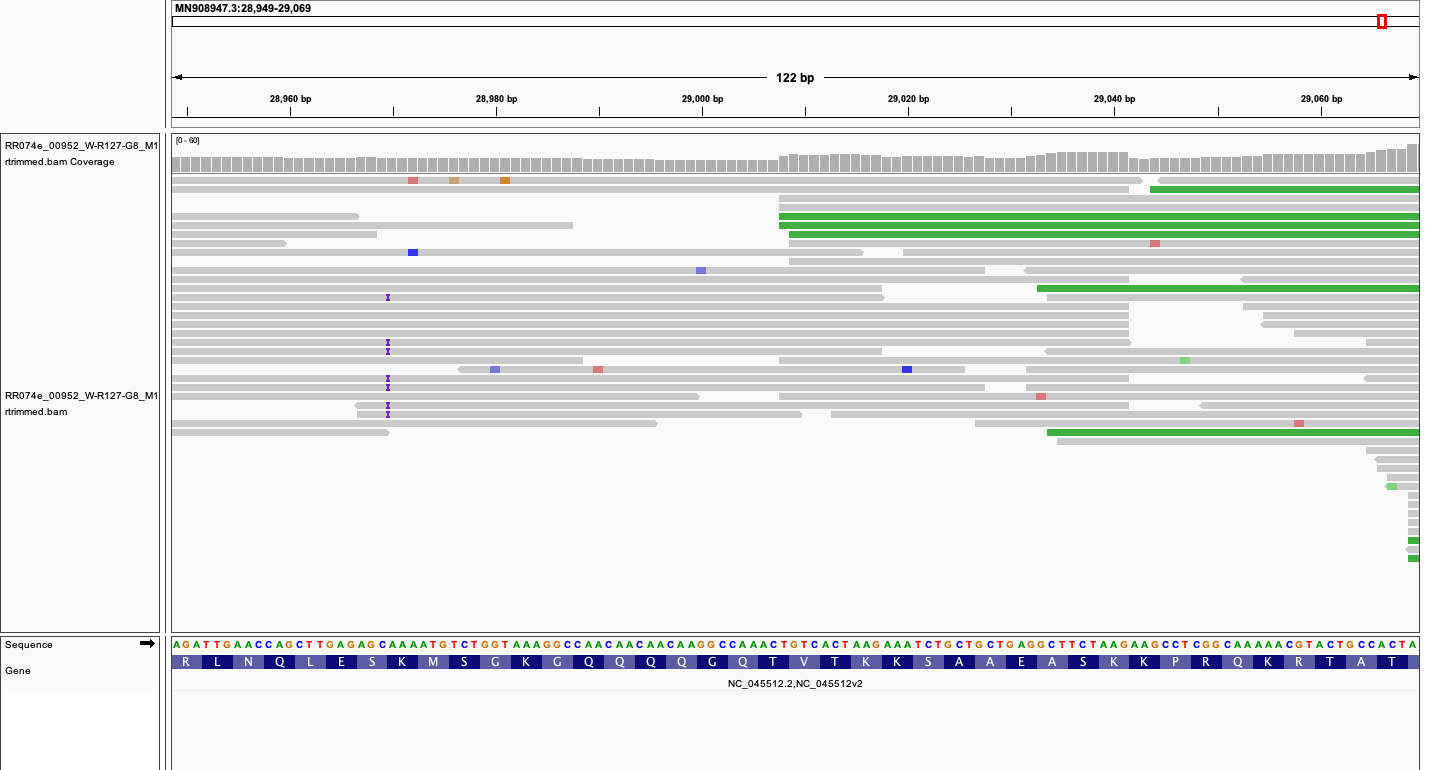 MN908947.3:28,949-29,069
122 bp
28,960 bp 28,980 bp 29,000 bp 29,020 bp 29,040 bp 29,060 bp
[0 - 60]
RR074e_00952_W-R127-G8_M1
rtrimmed.bam Coverage
RR074e_00952_W-R127-G8_M1
rtrimmed.bam
Sequence
AGATTGAACCAGCTTGAGAGCAAAATGTCTGGTAAAGGCCAACAACAACAAGGCCAAACTGTCACTAAGAAATCTGCTGCTGAGGCTTCTAAGAAGCCTCGGCAAAAACGTACTGCCACTA
Gene
R L N Q L E S K M S G K G Q Q Q Q G Q T V T K K S A A E A S K K P R Q K R T A T
NC_045512.2,NC_045512v2